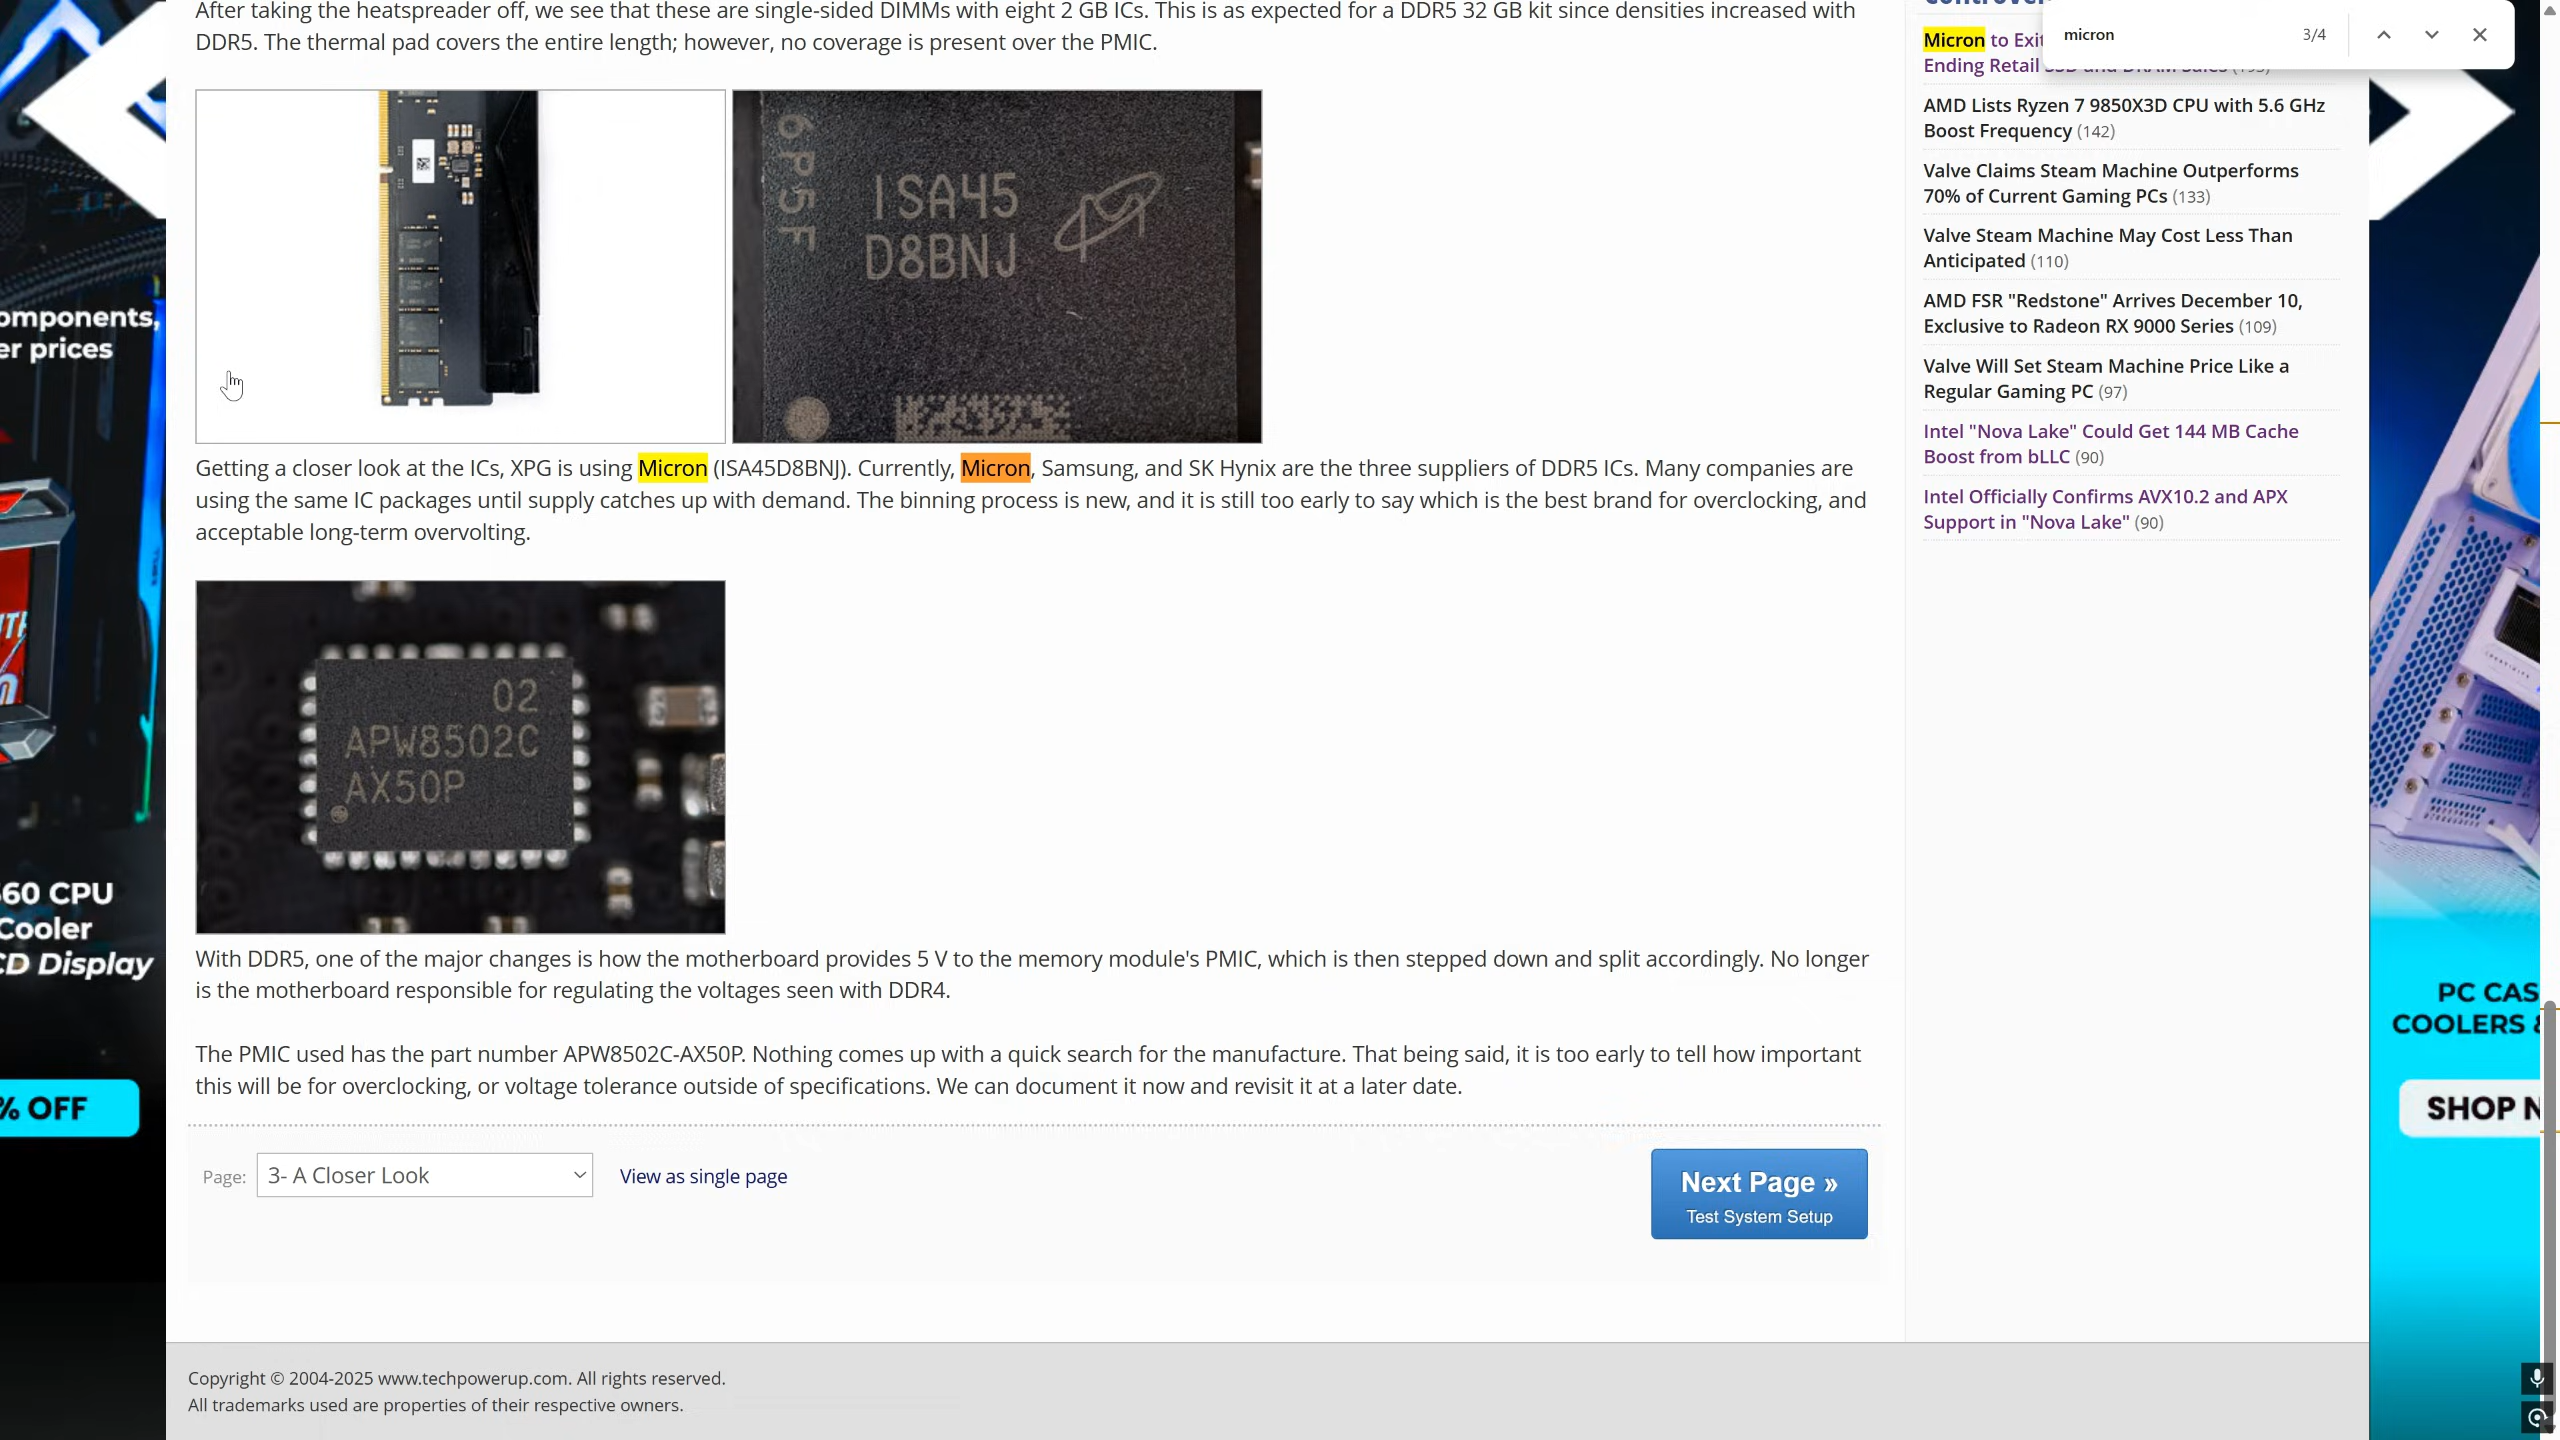 After taking the heatspreader off, we see that these are single-sided DIMMs with eight 2 GB ICs. This is as expected for a DDR5 32 GB kit since densities increased with
DDR5. The thermal pad covers the entire length; however, no coverage is present over the PMIC.
6P5F
ISA45
D8BNJ
Getting a closer look at the ICs, XPG is using Micron (ISA45D8BNJ). Currently, Micron, Samsung, and SK Hynix are the three suppliers of DDR5 ICs. Many companies are
using the same IC packages until supply catches up with demand. The binning process is new, and it is still too early to say which is the best brand for overclocking, and
acceptable long-term overvolting.
02
APW8502C
AX50P
With DDR5, one of the major changes is how the motherboard provides 5 V to the memory module's PMIC, which is then stepped down and split accordingly. No longer
is the motherboard responsible for regulating the voltages seen with DDR4.
The PMIC used has the part number APW8502C-AX50P. Nothing comes up with a quick search for the manufacture. That being said, it is too early to tell how important
this will be for overclocking, or voltage tolerance outside of specifications. We can document it now and revisit it at a later date.
Page: 3- A Closer Look View as single page
Next Page »
Test System Setup
Copyright © 2004-2025 www.techpowerup.com. All rights reserved.
All trademarks used are properties of their respective owners.
micron 3/4
Micron to Exit
Ending Retail SSD and DRAM Sales (195)
AMD Lists Ryzen 7 9850X3D CPU with 5.6 GHz
Boost Frequency (142)
Valve Claims Steam Machine Outperforms
70% of Current Gaming PCs (133)
Valve Steam Machine May Cost Less Than
Anticipated (110)
AMD FSR "Redstone" Arrives December 10,
Exclusive to Radeon RX 9000 Series (109)
Valve Will Set Steam Machine Price Like a
Regular Gaming PC (97)
Intel "Nova Lake" Could Get 144 MB Cache
Boost from bLLC (90)
Intel Officially Confirms AVX10.2 and APX
Support in "Nova Lake" (90)
omponents,
er prices
60 CPU
Cooler
CD Display
% OFF
PC CAS
COOLERS &
SHOP N